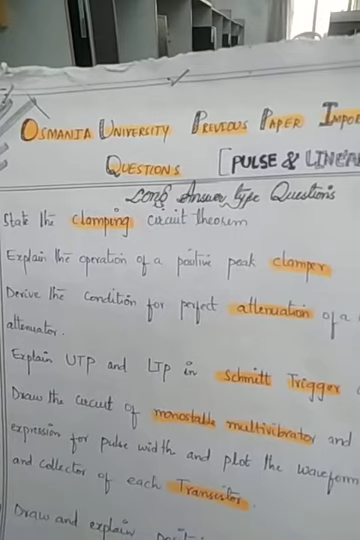 OSMANIA UNIVERSITY PREVIOUS PAPER IMPO
QUESTIONS [PULSE & LINEAR
Long Answer type Questions
State the clamping circuit theorem
Explain the operation of a positive peak clamper
Derive the condition for perfect attenuation of a
attenuator.
Explain UTP and LTP in Schmitt Trigger
Draw the circuit of monostable multivibrator and
expression for pulse width and plot the waveform
and collector of each Transistor.
Draw and explain